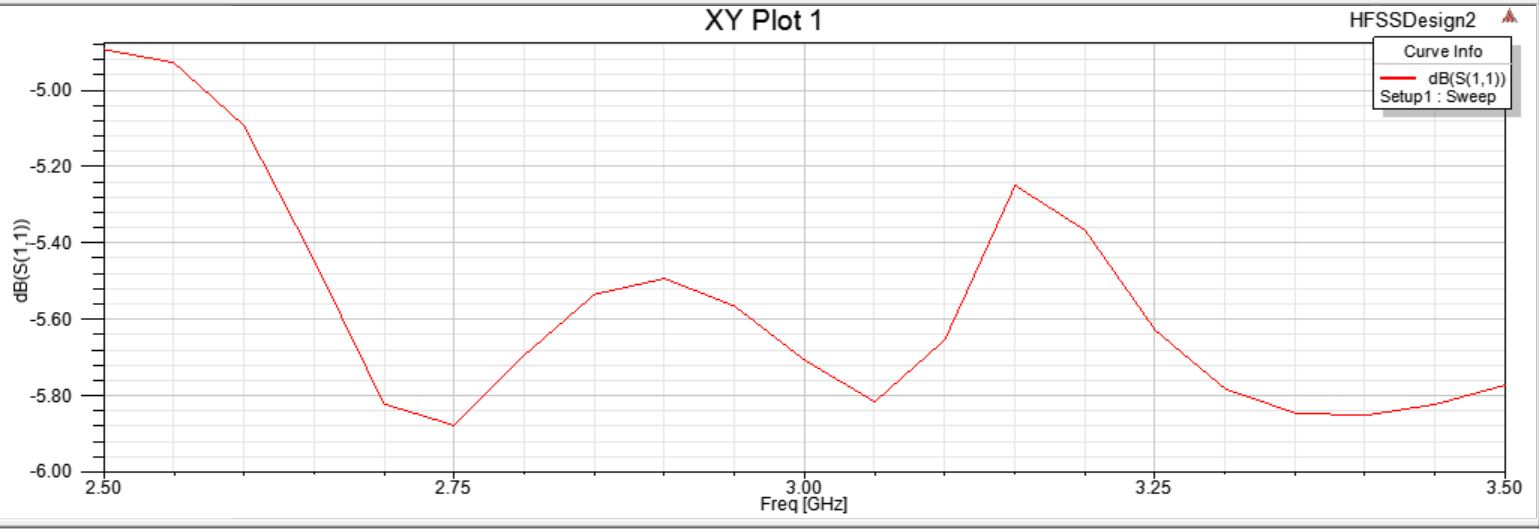 XY Plot 1
HFSSDesign2
Curve Info
dB(S(1,1))
Setup1 : Sweep
dB(S(1,1))
-5.00
-5.20
-5.40
-5.60
-5.80
-6.00
2.50
2.75
3.00
3.25
3.50
Freq [GHz]